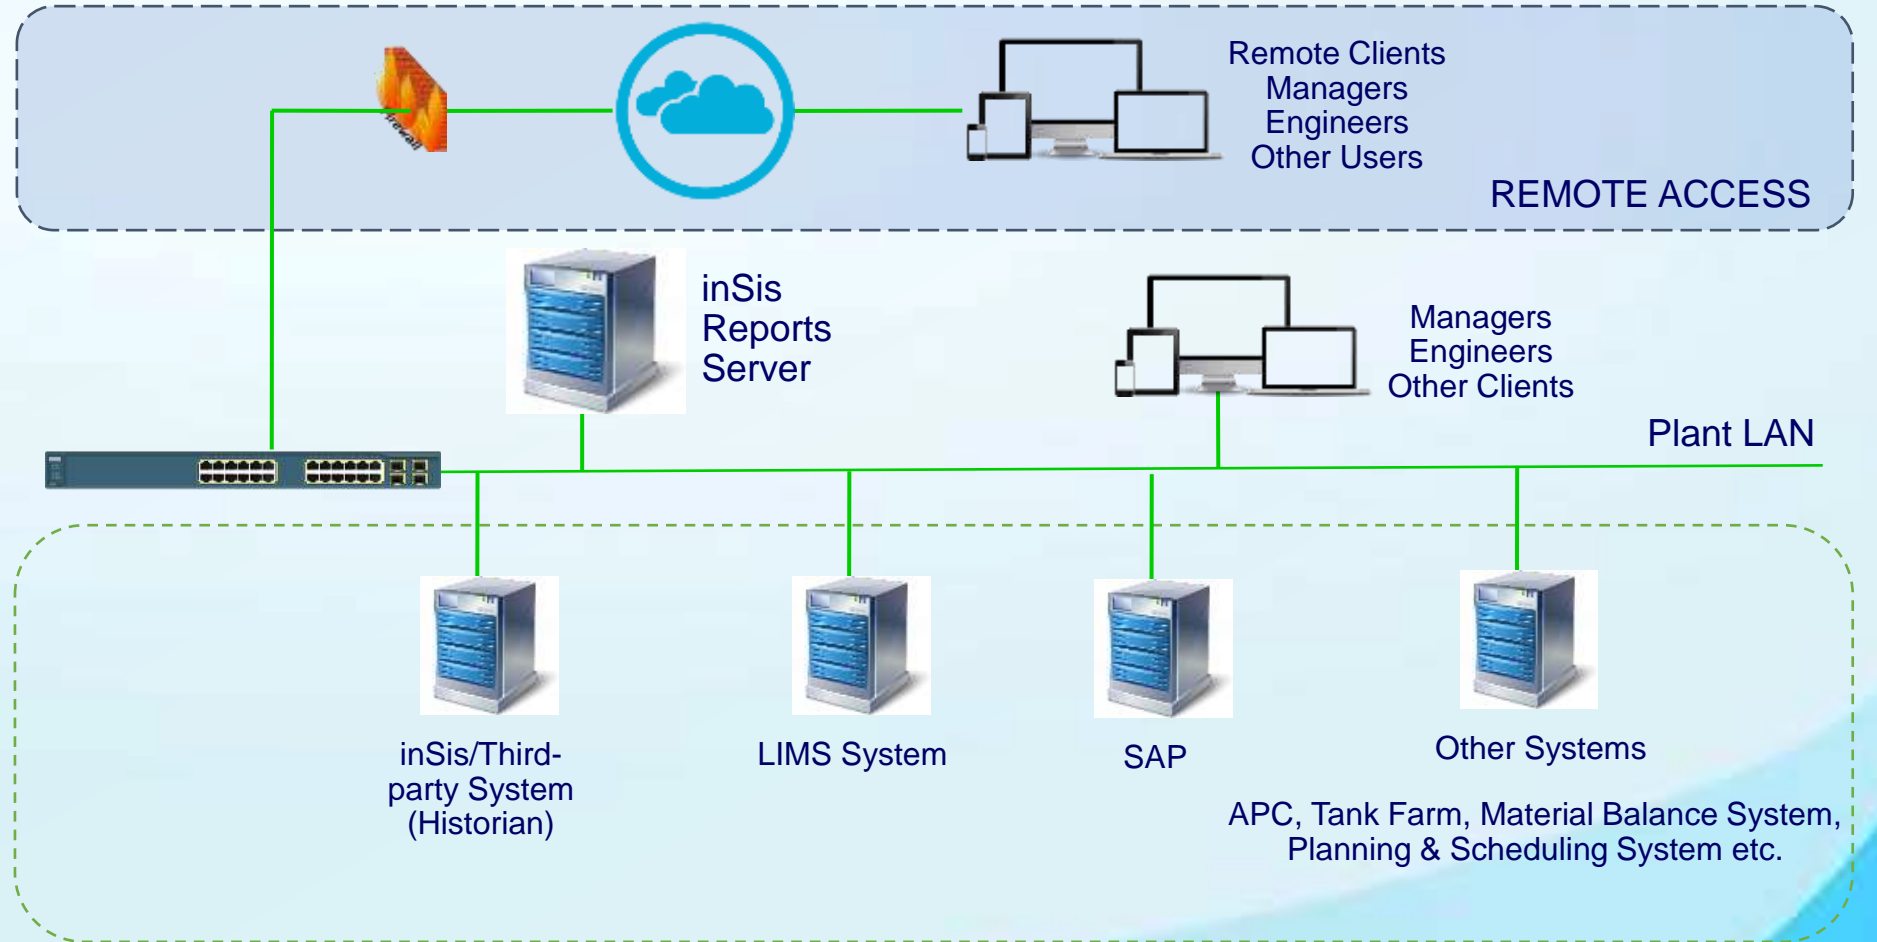 Remote Clients
Managers
Engineers
Other Users
REMOTE ACCESS
firewall
inSis
Reports
Server
Managers
Engineers
Other Clients
Plant LAN
inSis/Third-
party System
(Historian)
LIMS System
SAP
Other Systems
APC, Tank Farm, Material Balance System,
Planning & Scheduling System etc.